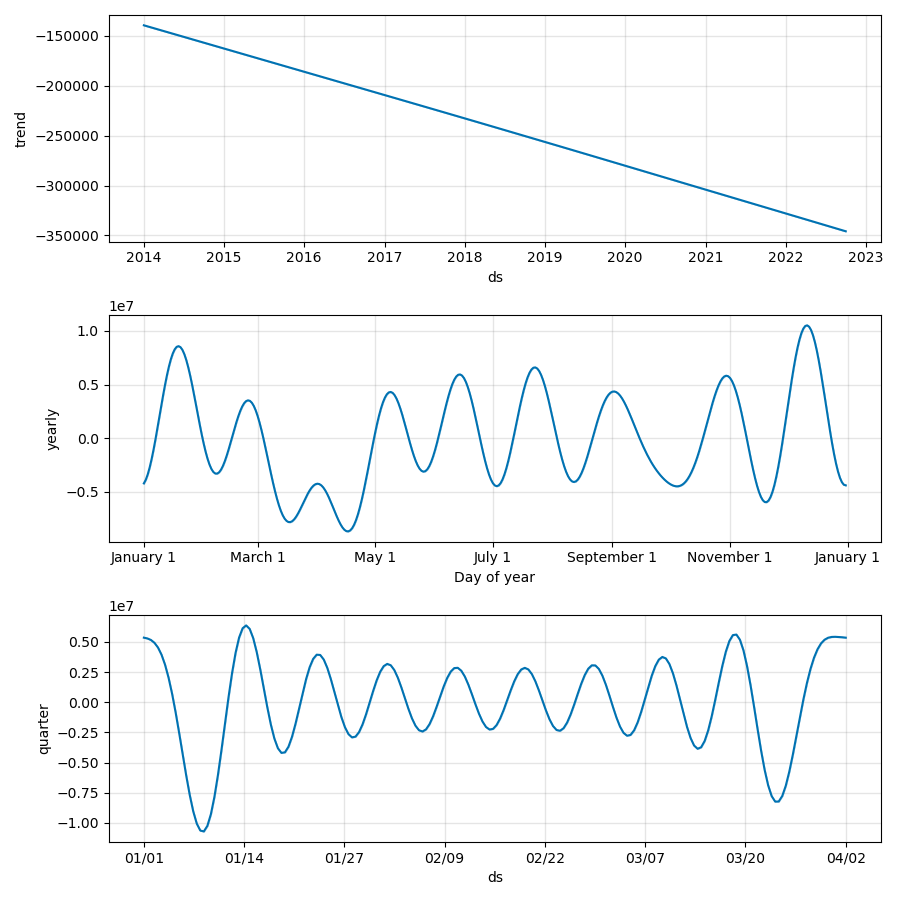 −150000
−200000
−250000
−300000
−350000
trend
2014 2015 2016 2017 2018 2019 2020 2021 2022 2023
ds
1e7
1.0
0.5
0.0
−0.5
yearly
January 1 March 1 May 1 July 1 September 1 November 1 January 1
Day of year
1e7
0.50
0.25
0.00
−0.25
−0.50
−0.75
−1.00
quarter
01/01 01/14 01/27 02/09 02/22 03/07 03/20 04/02
ds